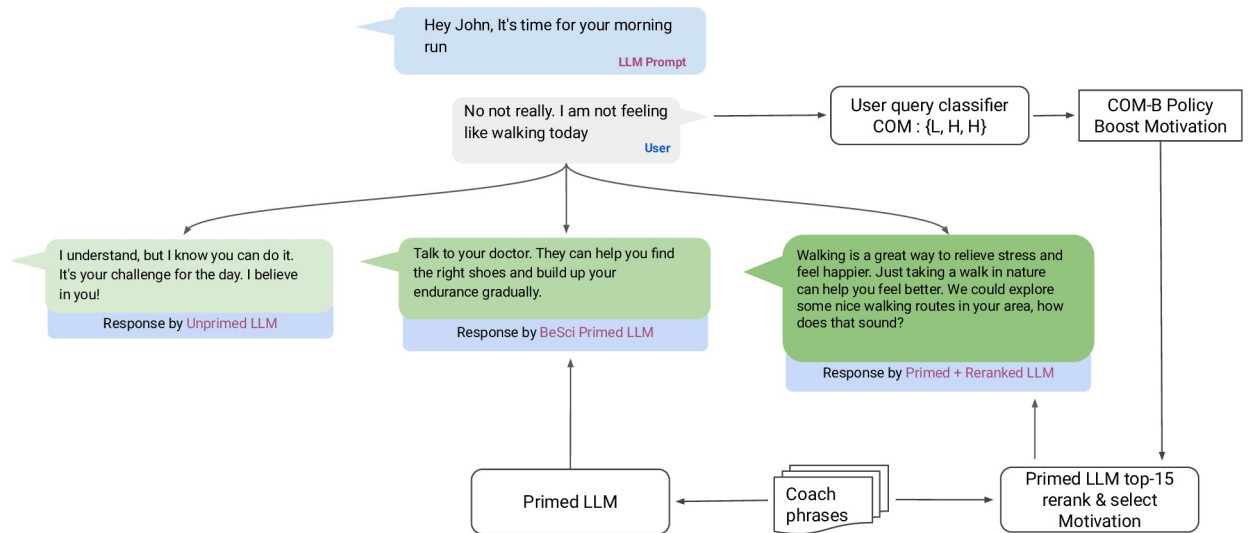 Hey John, It's time for your morning
run
LLM Prompt
No not really. I am not feeling
like walking today
User
User query classifier
COM : {L, H, H}
COM-B Policy
Boost Motivation
I understand, but I know you can do it.
It's your challenge for the day. I believe
in you!
Response by Unprimed LLM
Talk to your doctor. They can help you find
the right shoes and build up your
endurance gradually.
Response by BeSci Primed LLM
Walking is a great way to relieve stress and
feel happier. Just taking a walk in nature
can help you feel better. We could explore
some nice walking routes in your area, how
does that sound?
Response by Primed + Reranked LLM
Primed LLM
Coach
phrases
Primed LLM top-15
rerank & select
Motivation